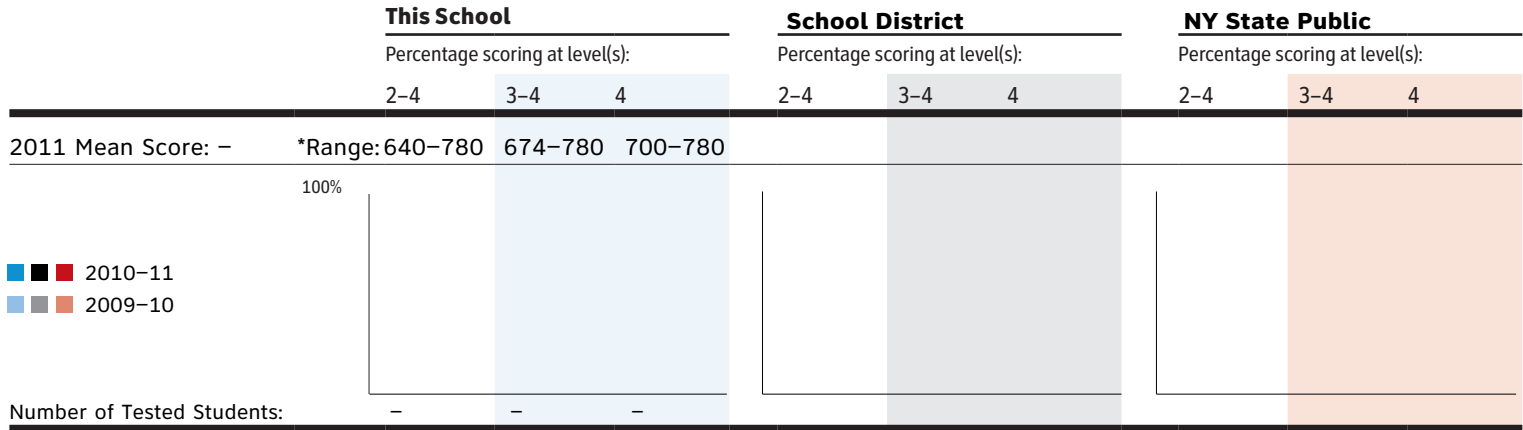 This School School District NY State Public
Percentage scoring at level(s): Percentage scoring at level(s): Percentage scoring at level(s):
2–4 3–4 4 2–4 3–4 4 2–4 3–4 4
2011 Mean Score: – *Range: 640–780 674–780 700–780
100%
2010–11
2009–10
Number of Tested Students: – – –